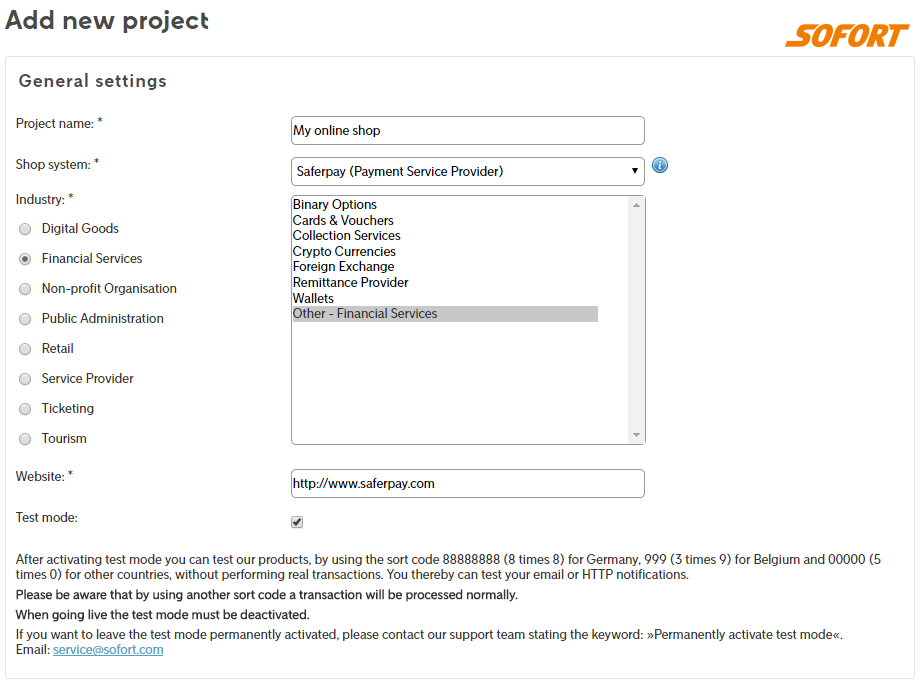 Add new project
SOFORT
General settings
Project name: *
My online shop
Shop system: *
Saferpay (Payment Service Provider)
Industry: *
Digital Goods
Financial Services
Non-profit Organisation
Public Administration
Retail
Service Provider
Ticketing
Tourism
Binary Options
Cards & Vouchers
Collection Services
Crypto Currencies
Foreign Exchange
Remittance Provider
Wallets
Other - Financial Services
Website: *
http://www.saferpay.com
Test mode:
After activating test mode you can test our products, by using the sort code 88888888 (8 times 8) for Germany, 999 (3 times 9) for Belgium and 00000 (5
times 0) for other countries, without performing real transactions. You thereby can test your email or HTTP notifications.
Please be aware that by using another sort code a transaction will be processed normally.
When going live the test mode must be deactivated.
If you want to leave the test mode permanently activated, please contact our support team stating the keyword: »Permanently activate test mode«.
Email: service@sofort.com